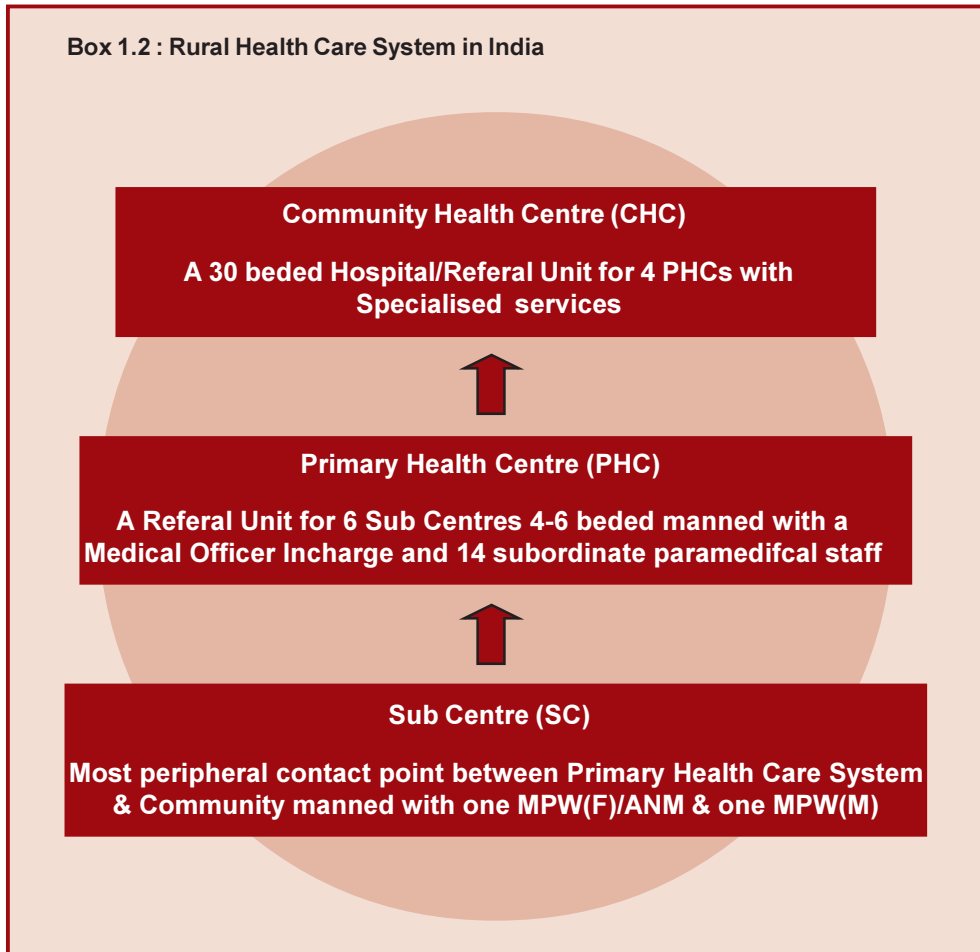 Box 1.2 : Rural Health Care System in India
Community Health Centre (CHC)
A 30 beded Hospital/Referal Unit for 4 PHCs with
Specialised services
Primary Health Centre (PHC)
A Referal Unit for 6 Sub Centres 4-6 beded manned with a
Medical Officer Incharge and 14 subordinate paramedifcal staff
Sub Centre (SC)
Most peripheral contact point between Primary Health Care System
& Community manned with one MPW(F)/ANM & one MPW(M)